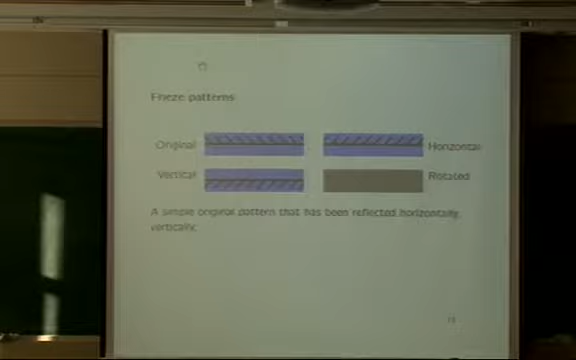 Frieze patterns
Original Horizontal
Vertical Rotated
A simple original pattern that has been reflected horizontally,
vertically.